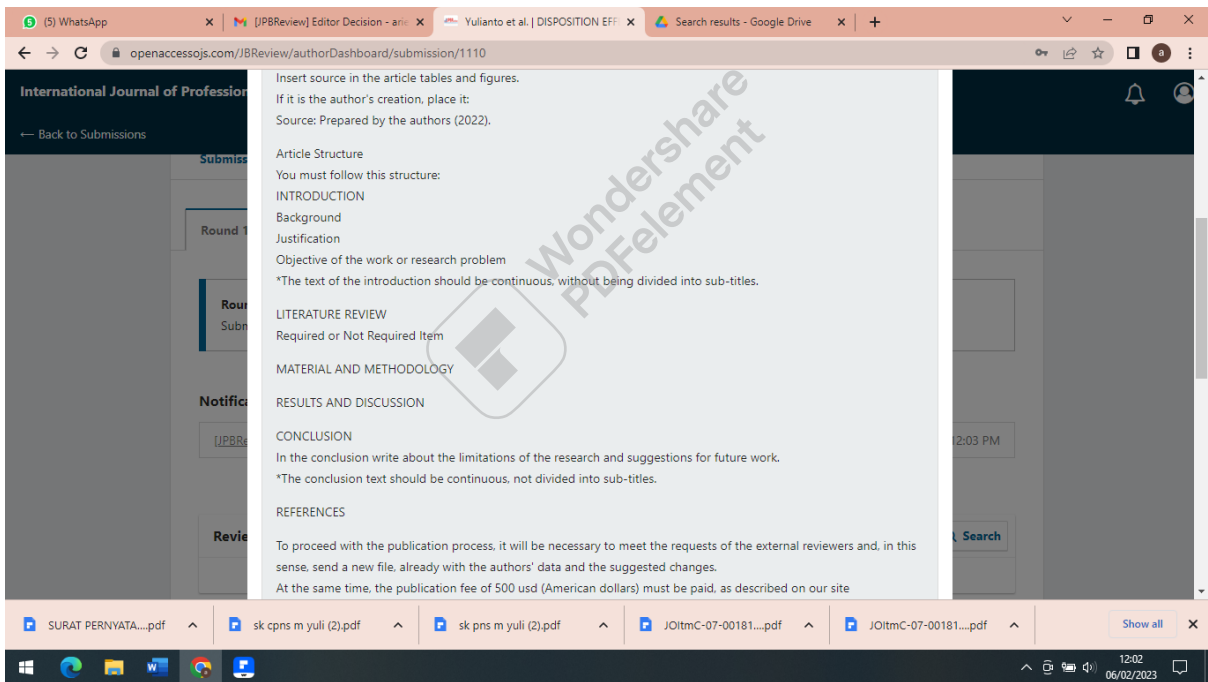 (5) WhatsApp
[JPBReview] Editor Decision - arie
Yulianto et al. | DISPOSITION EFF
Search results - Google Drive
openaccessojs.com/JBReview/authorDashboard/submission/1110
a
International Journal of Profession
← Back to Submissions
Submiss
Round 1
Roun
Subm
Notifica
[JPBRe
12:03 PM
Revie
Search
Insert source in the article tables and figures.
If it is the author's creation, place it:
Source: Prepared by the authors (2022).
Article Structure
You must follow this structure:
INTRODUCTION
Background
Justification
Objective of the work or research problem
*The text of the introduction should be continuous, without being divided into sub-titles.
LITERATURE REVIEW
Required or Not Required Item
MATERIAL AND METHODOLOGY
RESULTS AND DISCUSSION
CONCLUSION
In the conclusion write about the limitations of the research and suggestions for future work.
*The conclusion text should be continuous, not divided into sub-titles.
REFERENCES
To proceed with the publication process, it will be necessary to meet the requests of the external reviewers and, in this
sense, send a new file, already with the authors' data and the suggested changes.
At the same time, the publication fee of 500 usd (American dollars) must be paid, as described on our site
Wondershare
PDFelement
SURAT PERNYATA....pdf
sk cpns m yuli (2).pdf
sk pns m yuli (2).pdf
JOItmC-07-00181....pdf
JOItmC-07-00181....pdf
Show all
12:02
06/02/2023